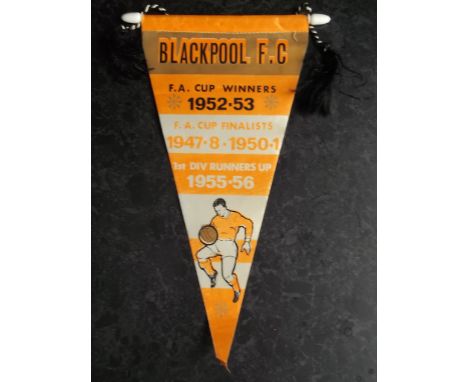 BLACKPOOL F.C
F.A. CUP WINNERS
1952·53
F.A. CUP FINALISTS
1947·8 · 1950·1
1st DIV RUNNERS UP
1955·56